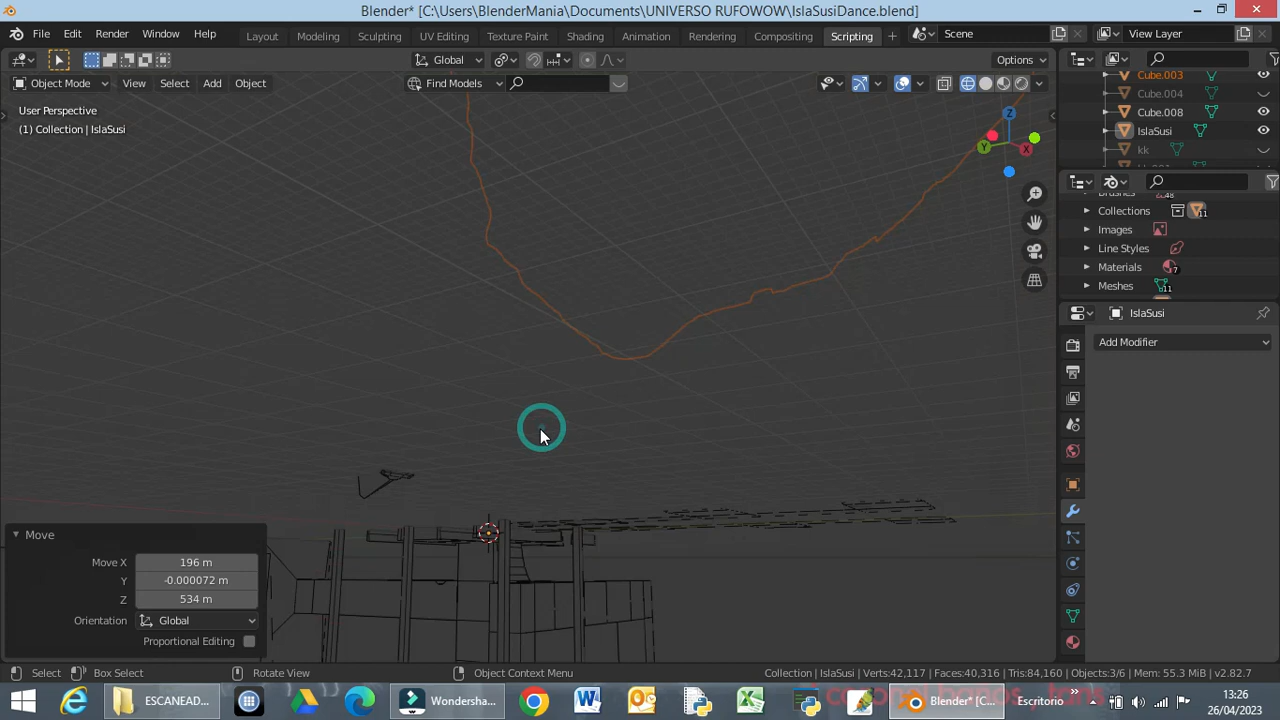 Blender* [C:\Users\BlenderMania\Documents\UNIVERSO RUFOWOW\IslaSusiDance.blend]
File Edit Render Window Help Layout Modeling Sculpting UV Editing Texture Paint Shading Animation Rendering Compositing Scripting Scene View Layer
Global Options
Object Mode View Select Add Object Find Models
User Perspective
(1) Collection | IslaSusi
Z
Y
X
Cube.003
Cube.004
Cube.008
IslaSusi
kk
Brushes 48
Collections 11
Images
Line Styles
Materials 7
Meshes 11
IslaSusi
Add Modifier
Move
Move X 196 m
Y -0.000072 m
Z 534 m
Orientation Global
Proportional Editing
Select Box Select Rotate View Object Context Menu Collection | IslaSusi | Verts:42,117 | Faces:40,316 | Tris:84,160 | Objects:3/6 | Mem: 55.3 MiB | v2.82.7
ESCANEAD... Wondersha... Blender* [C:... Escritorio
13:26
26/04/2023